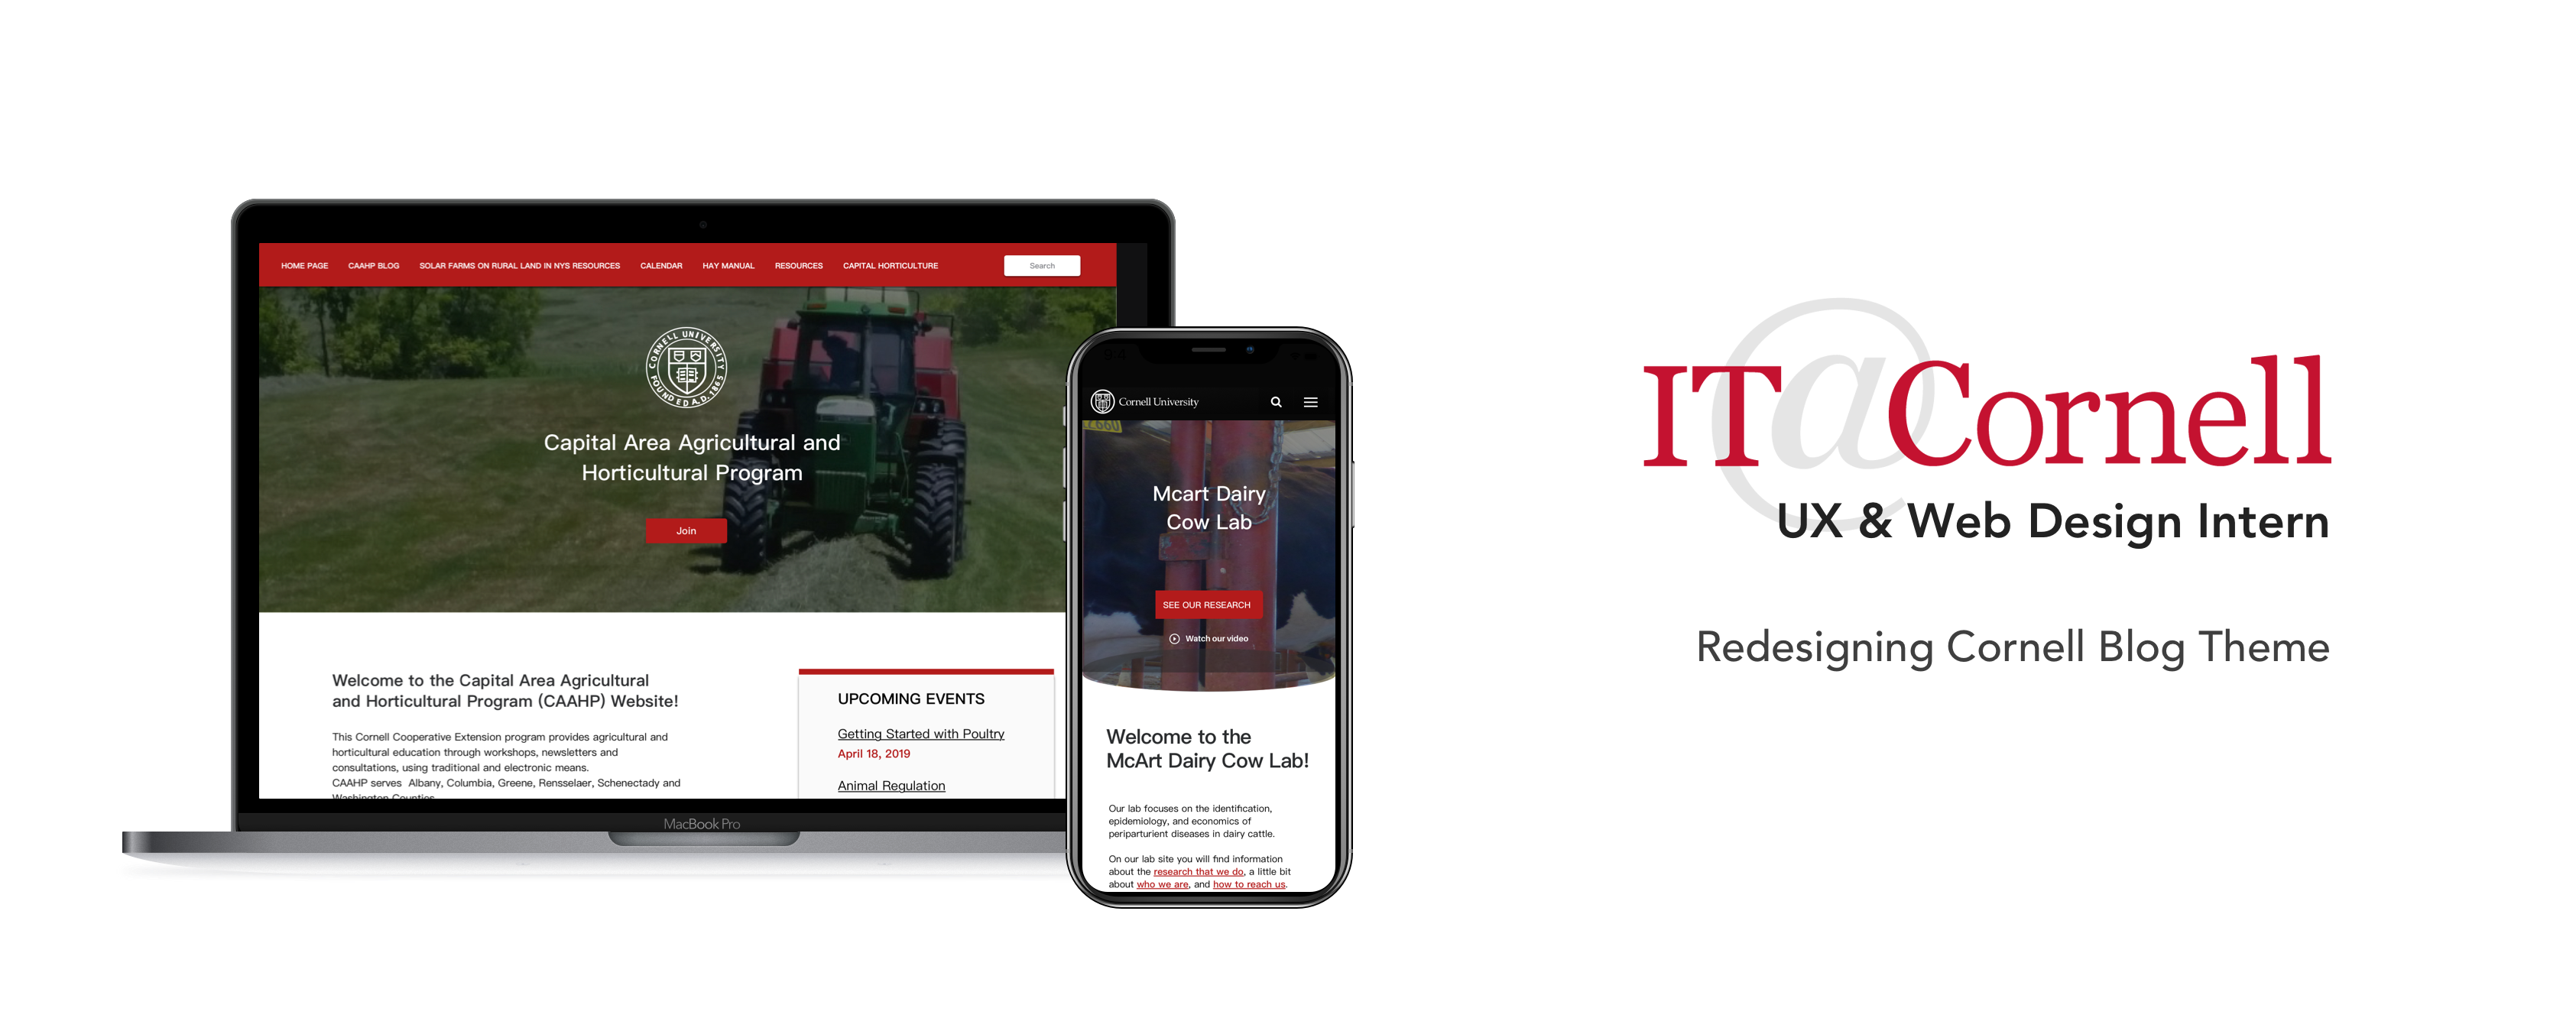 HOME PAGE CAAHP BLOG SOLAR FARMS ON RURAL LAND IN NYS RESOURCES CALENDAR HAY MANUAL RESOURCES CAPITAL HORTICULTURE Search
CORNELL UNIVERSITY FOUNDED A.D. 1865
Capital Area Agricultural and
Horticultural Program
Join
Welcome to the Capital Area Agricultural
and Horticultural Program (CAAHP) Website!
This Cornell Cooperative Extension program provides agricultural and
horticultural education through workshops, newsletters and
consultations, using traditional and electronic means.
CAAHP serves Albany, Columbia, Greene, Rensselaer, Schenectady and
Washington Counties
UPCOMING EVENTS
Getting Started with Poultry
April 18, 2019
Animal Regulation
MacBook Pro
Cornell University
Mcart Dairy
Cow Lab
SEE OUR RESEARCH
Watch our video
Welcome to the
McArt Dairy Cow Lab!
Our lab focuses on the identification,
epidemiology, and economics of
periparturient diseases in dairy cattle.
On our lab site you will find information
about the research that we do, a little bit
about who we are, and how to reach us.
IT@Cornell
UX & Web Design Intern
Redesigning Cornell Blog Theme